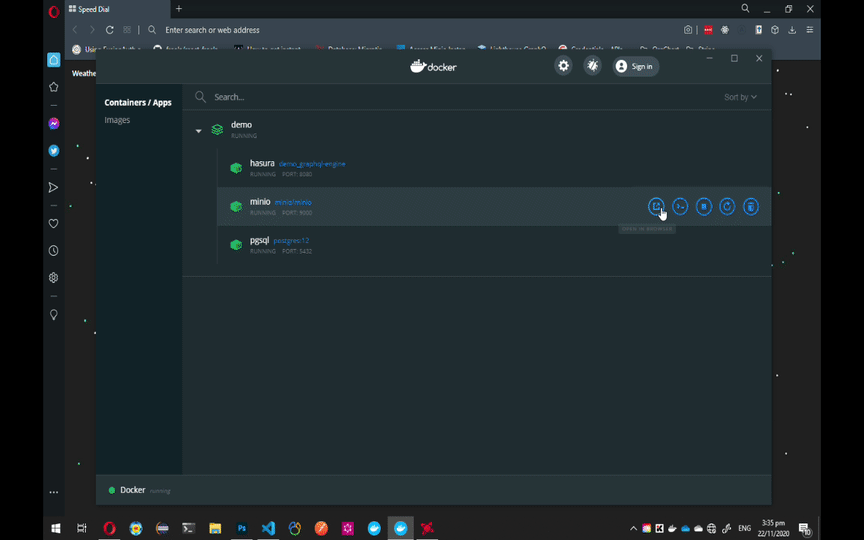 Speed Dial
Enter search or web address
Weathe
docker
Sign in
Containers / Apps
Images
Search...
Sort by
demo
RUNNING
hasura demo_graphql-engine
RUNNING PORT: 8080
minio minio/minio
RUNNING PORT: 9000
OPEN IN BROWSER
pgsql postgres:12
RUNNING PORT: 5432
Docker running
ENG
3:35 pm
22/11/2020